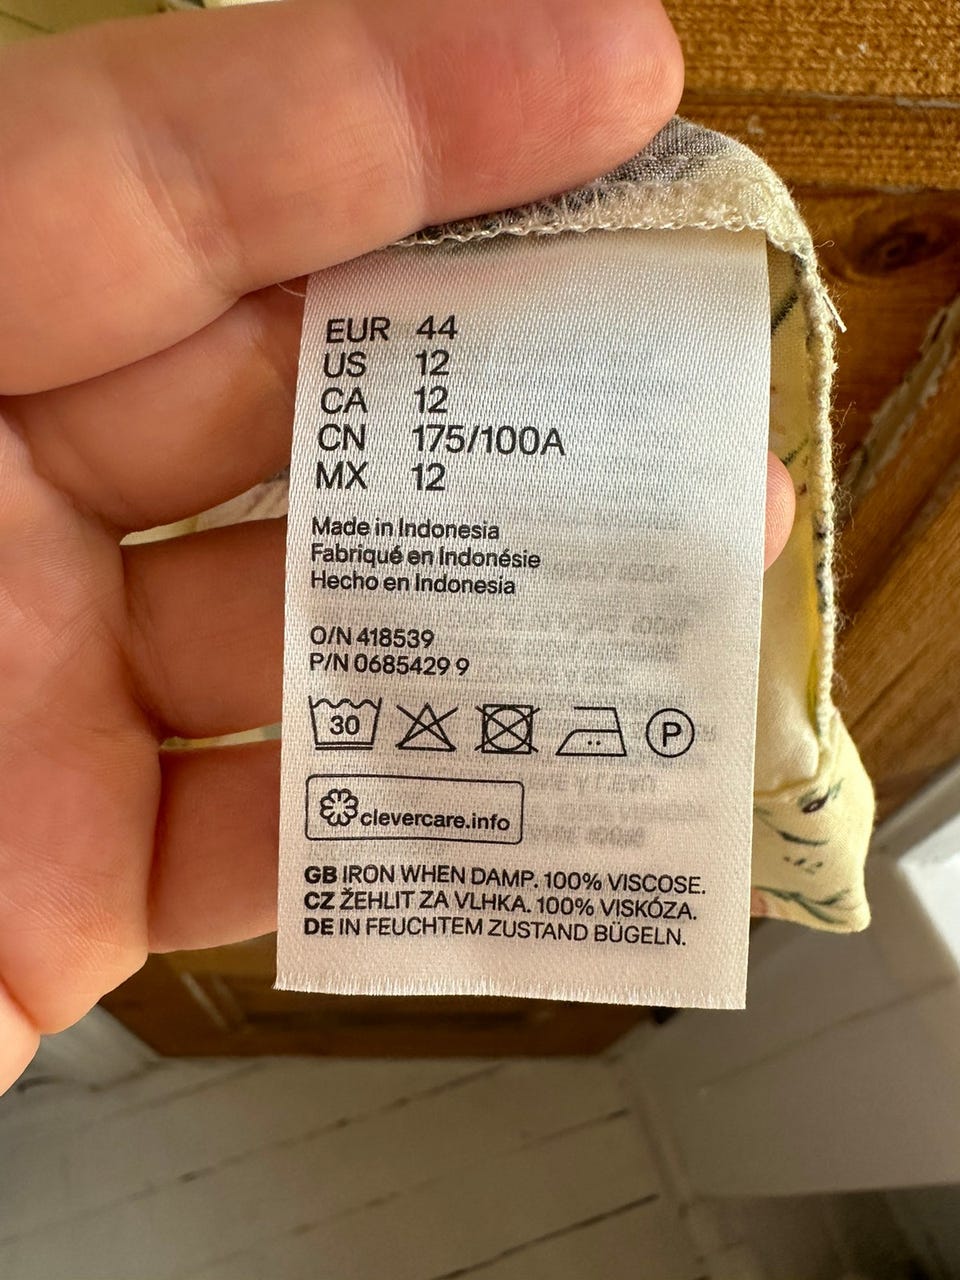 EUR 44
US 12
CA 12
CN 175/100A
MX 12
Made in Indonesia
Fabriqué en Indonésie
Hecho en Indonesia
O/N 418539
P/N 0685429 9
30
P
clevercare.info
GB IRON WHEN DAMP. 100% VISCOSE.
CZ ŽEHLIT ZA VLHKA. 100% VISKÓZA.
DE IN FEUCHTEM ZUSTAND BÜGELN.